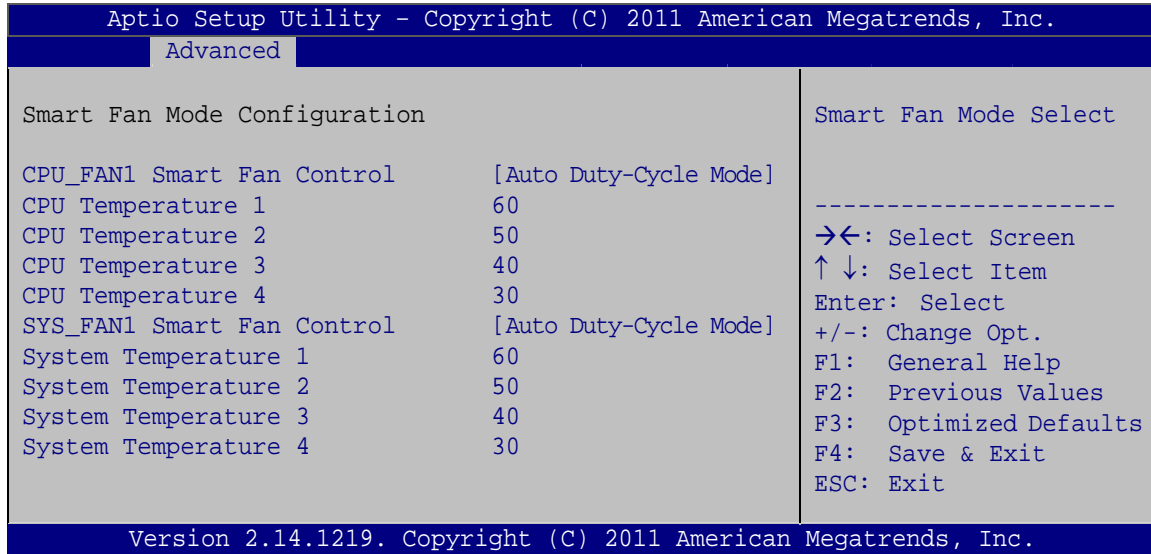 Aptio Setup Utility – Copyright (C) 2011 American Megatrends, Inc.
Advanced
Smart Fan Mode Configuration
CPU_FAN1 Smart Fan Control [Auto Duty-Cycle Mode]
CPU Temperature 1 60
CPU Temperature 2 50
CPU Temperature 3 40
CPU Temperature 4 30
SYS_FAN1 Smart Fan Control [Auto Duty-Cycle Mode]
System Temperature 1 60
System Temperature 2 50
System Temperature 3 40
System Temperature 4 30
Smart Fan Mode Select
---------------------
→←: Select Screen
↑ ↓: Select Item
Enter: Select
+/-: Change Opt.
F1: General Help
F2: Previous Values
F3: Optimized Defaults
F4: Save & Exit
ESC: Exit
Version 2.14.1219. Copyright (C) 2011 American Megatrends, Inc.